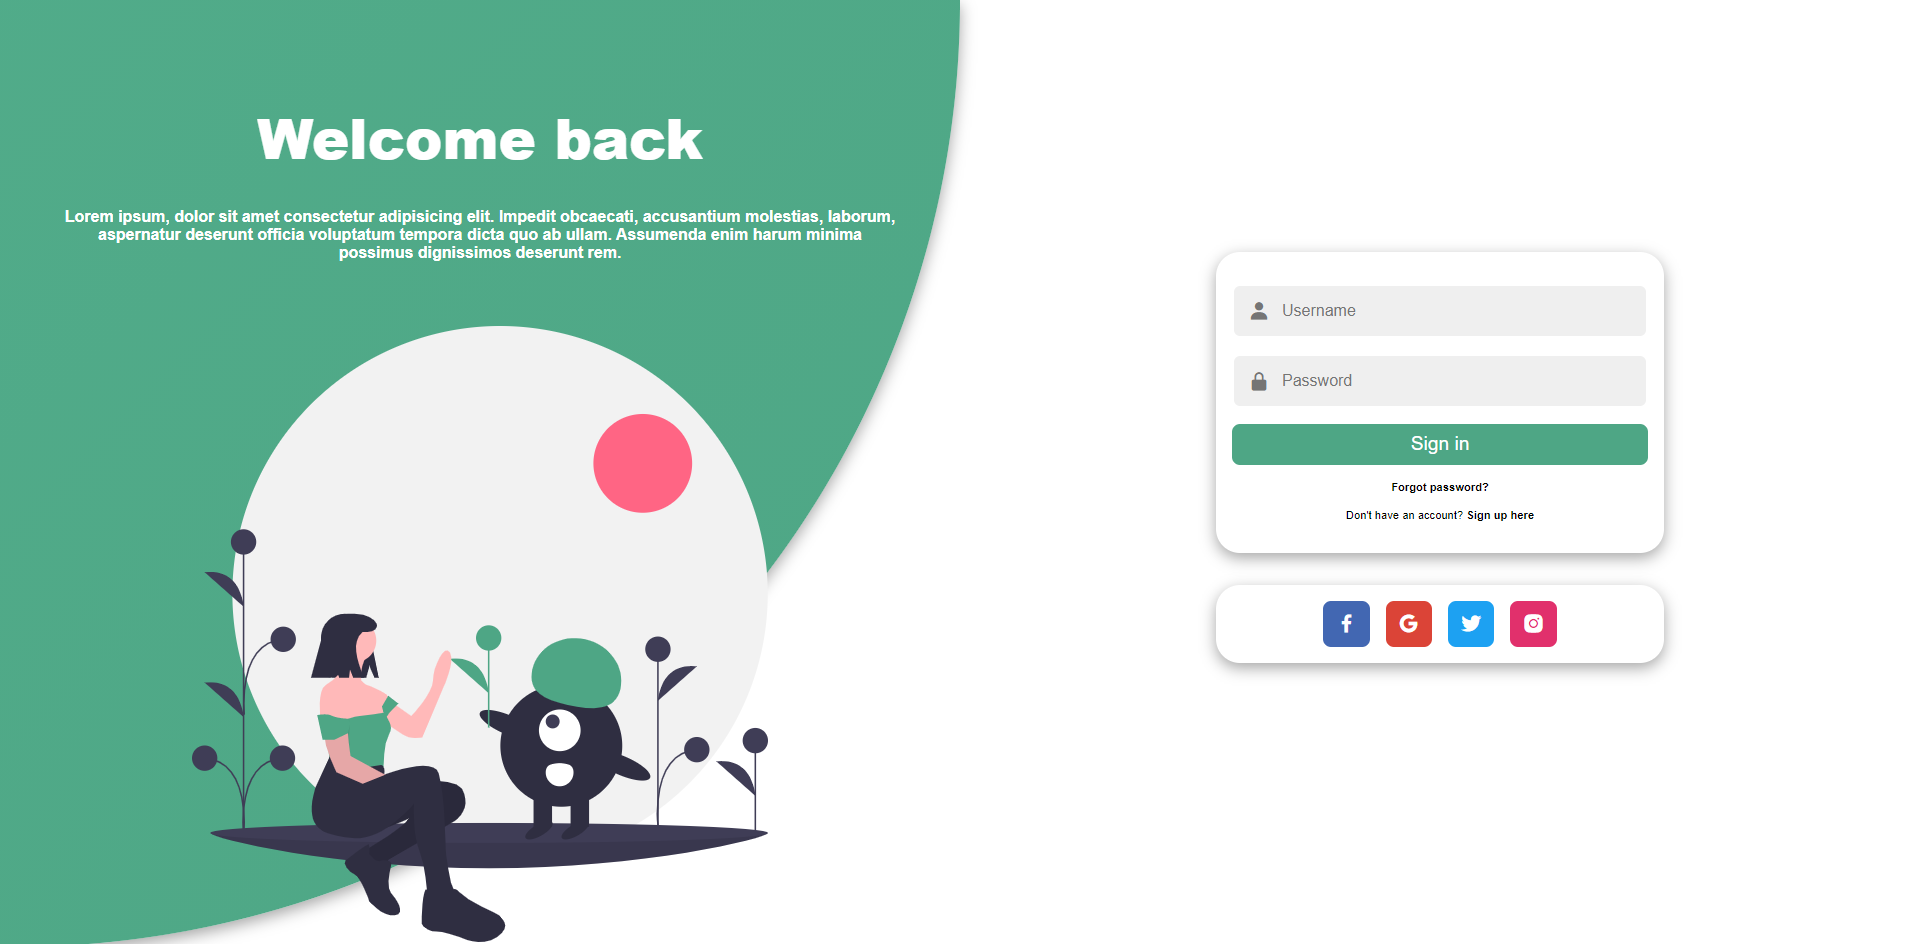 Welcome back
Lorem ipsum, dolor sit amet consectetur adipisicing elit. Impedit obcaecati, accusantium molestias, laborum,
aspernatur deserunt officia voluptatum tempora dicta quo ab ullam. Assumenda enim harum minima
possimus dignissimos deserunt rem.
Username
Password
Sign in
Forgot password?
Don't have an account? Sign up here